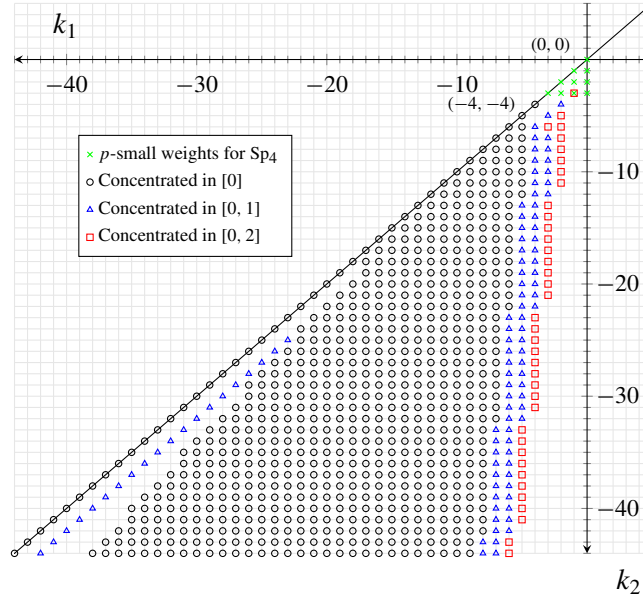 k₁
(0, 0)
−40
−30
−20
−10
(−4, −4)
p-small weights for Sp₄
Concentrated in [0]
Concentrated in [0, 1]
Concentrated in [0, 2]
−10
−20
−30
−40
k₂